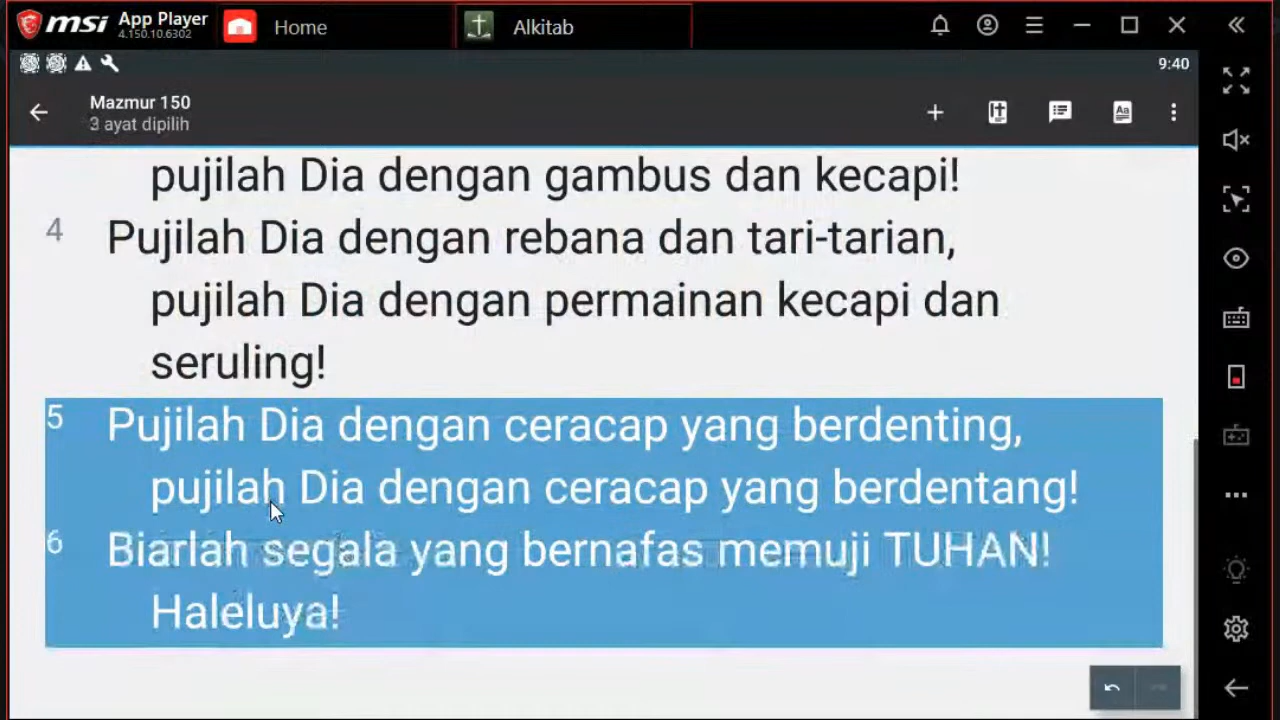 msi App Player
4.150.10.6302
Home
Alkitab
9:40
Mazmur 150
3 ayat dipilih
pujilah Dia dengan gambus dan kecapi!
4 Pujilah Dia dengan rebana dan tari-tarian,
pujilah Dia dengan permainan kecapi dan
seruling!
5 Pujilah Dia dengan ceracap yang berdenting,
pujilah Dia dengan ceracap yang berdentang!
6 Biarlah segala yang bernafas memuji TUHAN!
Haleluya!